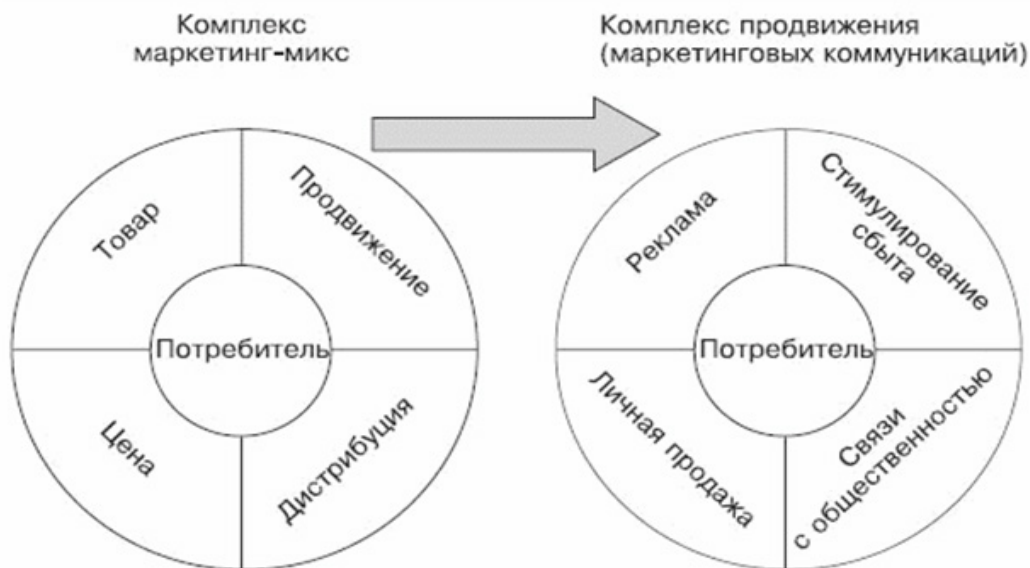 Комплекс
маркетинг-микс
Комплекс продвижения
(маркетинговых коммуникаций)
Товар
Продвижение
Потребитель
Цена
Дистрибуция
Реклама
Стимулирование
сбыта
Потребитель
Личная продажа
Связи
с общественностью